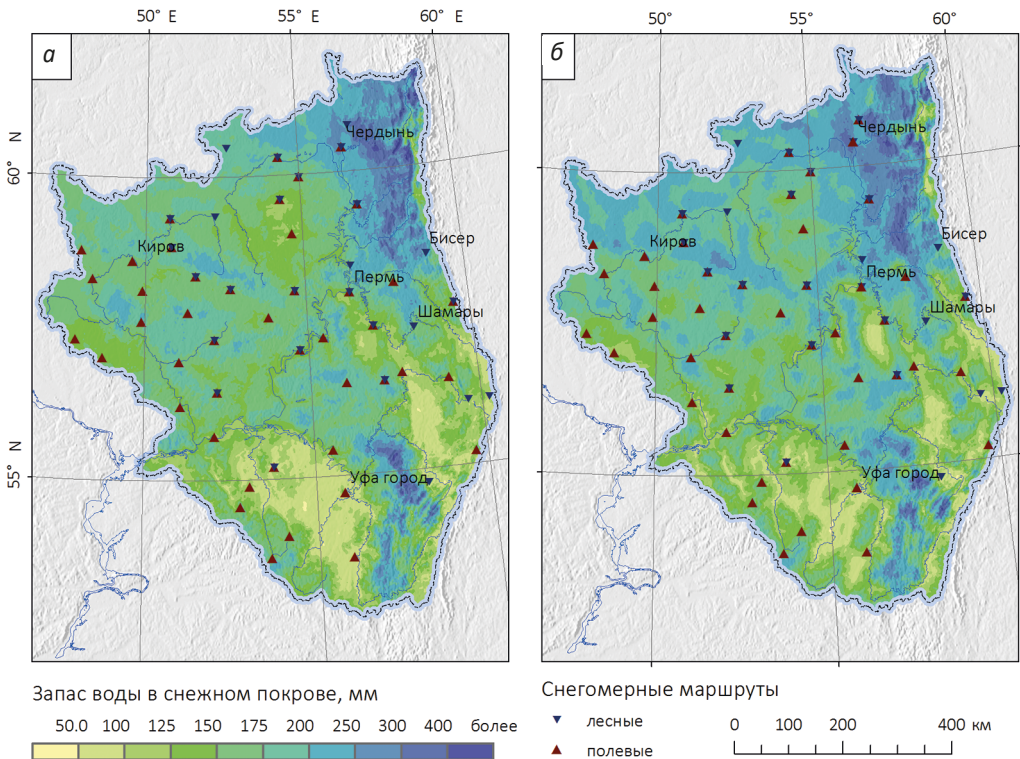 50° E 55° E 60° E
50° 55° 60°
а
б
60° N
55° N
Чердынь
Киров
Бисер
Пермь
Шамары
Уфа город
Чердынь
Киров
Бисер
Пермь
Шамары
Уфа город
Запас воды в снежном покрове, мм
50.0 100 125 150 175 200 250 300 400 более
Снегомерные маршруты
лесные
полевые
0 100 200 400 км